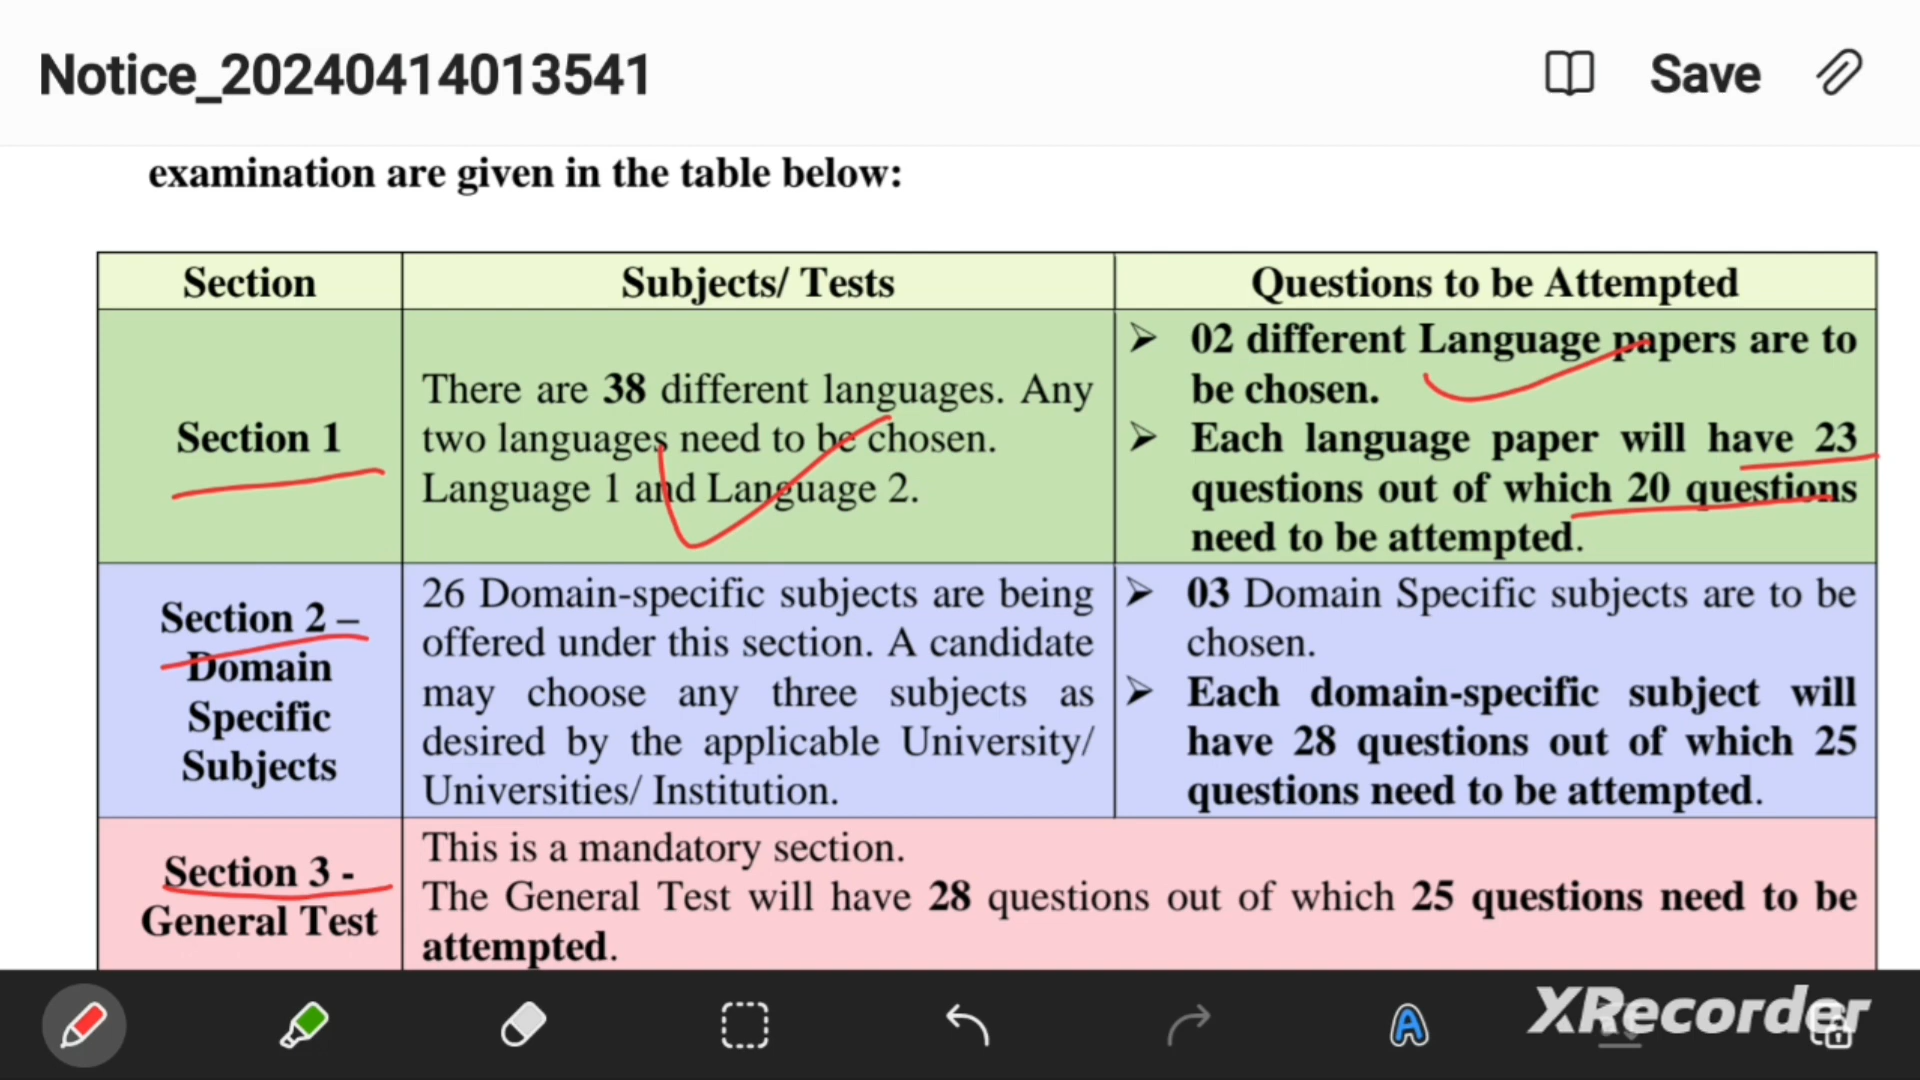 Notice_20240414013541
Save
examination are given in the table below:
Section
Subjects/ Tests
Questions to be Attempted
Section 1
There are 38 different languages. Any
two languages need to be chosen.
Language 1 and Language 2.
➢ 02 different Language papers are to
be chosen.
➢ Each language paper will have 23
questions out of which 20 questions
need to be attempted.
Section 2 –
Domain
Specific
Subjects
26 Domain-specific subjects are being
offered under this section. A candidate
may choose any three subjects as
desired by the applicable University/
Universities/ Institution.
➢ 03 Domain Specific subjects are to be
chosen.
➢ Each domain-specific subject will
have 28 questions out of which 25
questions need to be attempted.
Section 3 -
General Test
This is a mandatory section.
The General Test will have 28 questions out of which 25 questions need to be
attempted.
A
XRecorder